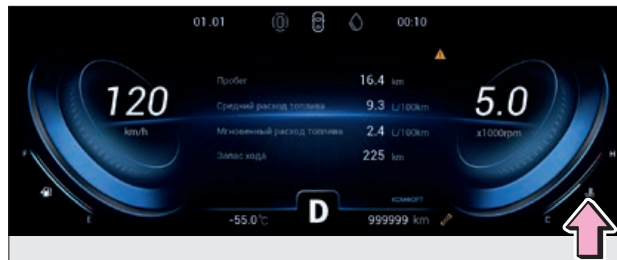 01.01 00:10
Пробег 16.4 km
120 Средний расход топлива 9.3 L/100km 5.0
km/h Мгновенный расход топлива 2.4 L/100km x1000rpm
Запас хода 225 km
F H
КОМФОРТ
E -55.0°C D 999999 km C